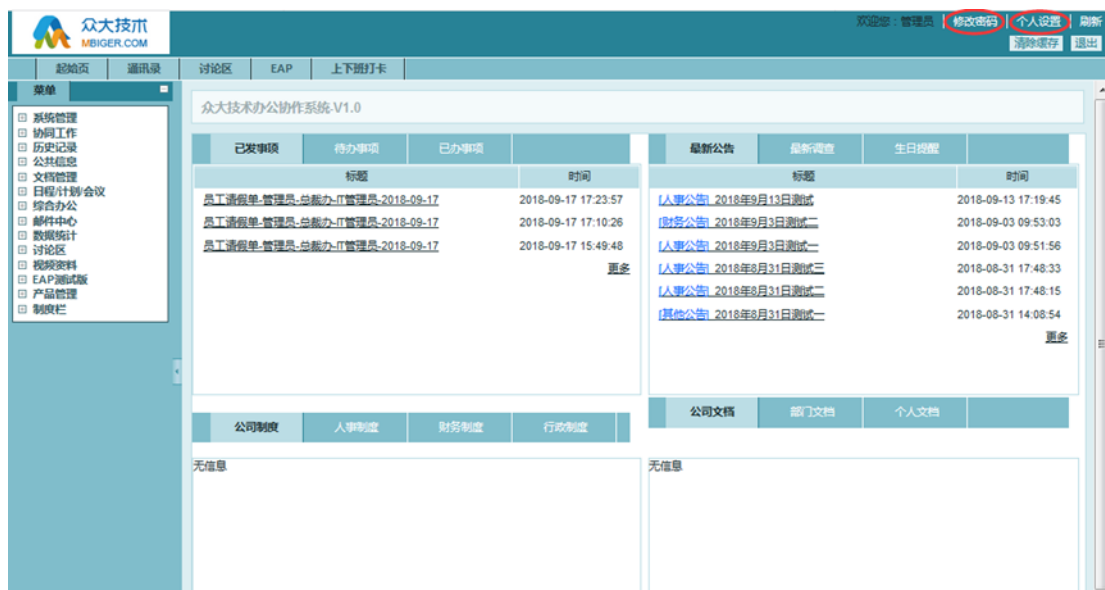 众大技朮
MBIGER.COM
欢迎您：管理员 修改密码 个人设置 刷新
清除缓存 退出
起始页 通讯录 讨论区 EAP 上下班打卡
菜单
系统管理
协同工作
历史记录
公共信息
文档管理
日程/计划/会议
综合办公
邮件中心
数据统计
讨论区
视频资料
EAP测试版
产品管理
制度栏
众大技术办公协作系统-V1.0
已发事项 待办事项 已办事项
标题 时间
员工请假单-管理员-总裁办-IT管理员-2018-09-17 2018-09-17 17:23:57
员工请假单-管理员-总裁办-IT管理员-2018-09-17 2018-09-17 17:10:26
员工请假单-管理员-总裁办-IT管理员-2018-09-17 2018-09-17 15:49:48
更多
最新公告 最新调查 生日提醒
标题 时间
[人事公告] 2018年9月13日测试 2018-09-13 17:19:45
[财务公告] 2018年9月3日测试二 2018-09-03 09:53:03
[人事公告] 2018年9月3日测试一 2018-09-03 09:51:56
[人事公告] 2018年8月31日测试三 2018-08-31 17:48:33
[人事公告] 2018年8月31日测试二 2018-08-31 17:48:15
[其他公告] 2018年8月31日测试一 2018-08-31 14:08:54
更多
公司制度 人事制度 财务制度 行政制度
无信息
公司文档 部门文档 个人文档
无信息